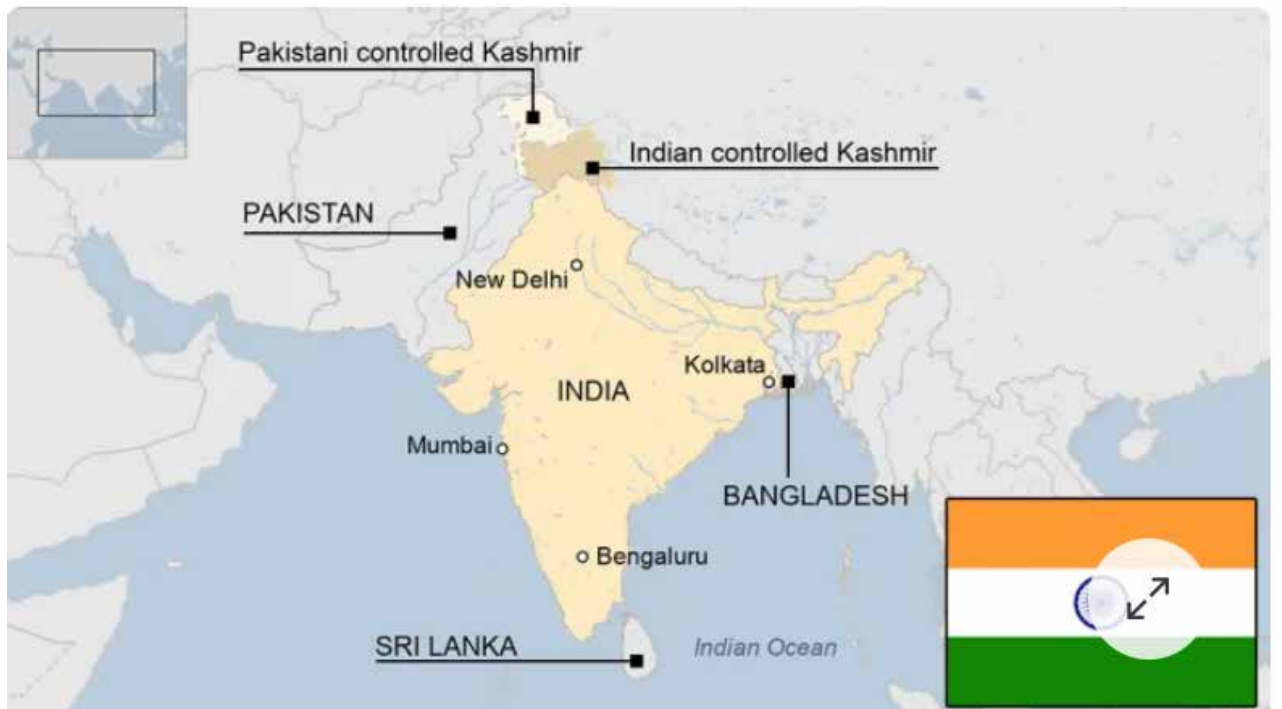 Pakistani controlled Kashmir
Indian controlled Kashmir
PAKISTAN
New Delhi
Kolkata
INDIA
Mumbai
BANGLADESH
Bengaluru
SRI LANKA
Indian Ocean